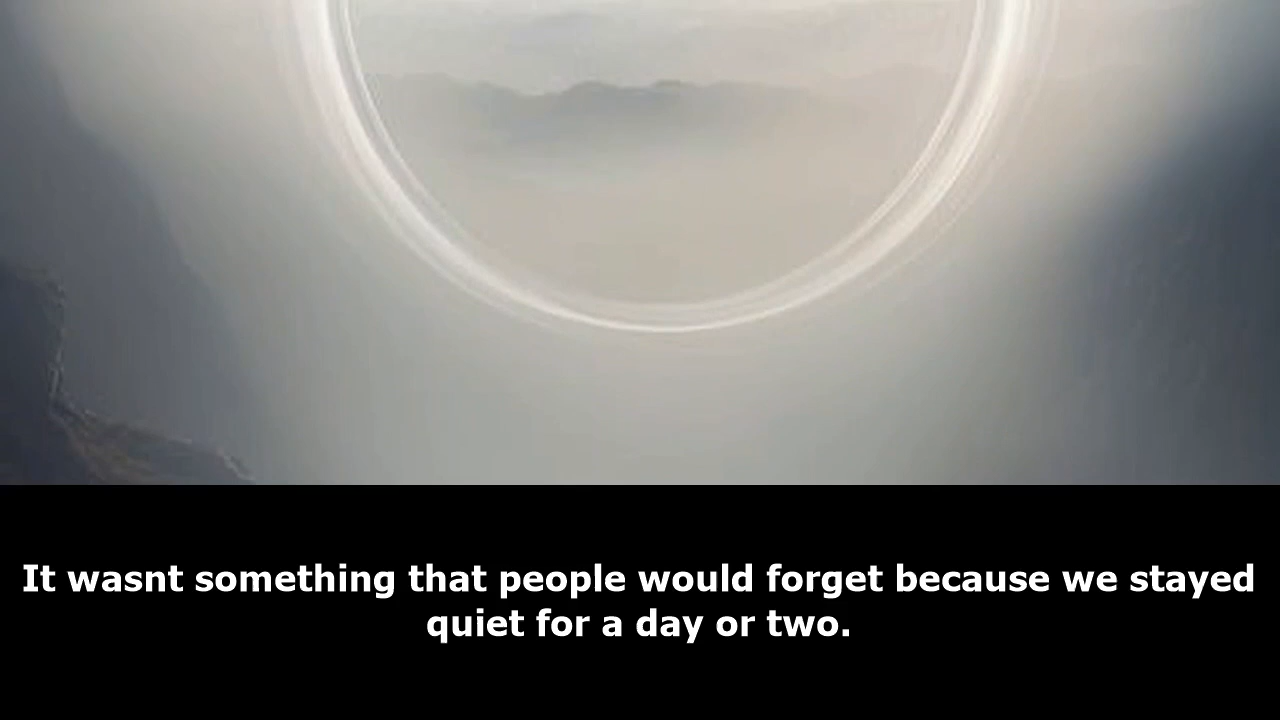 It wasnt something that people would forget because we stayed
quiet for a day or two.